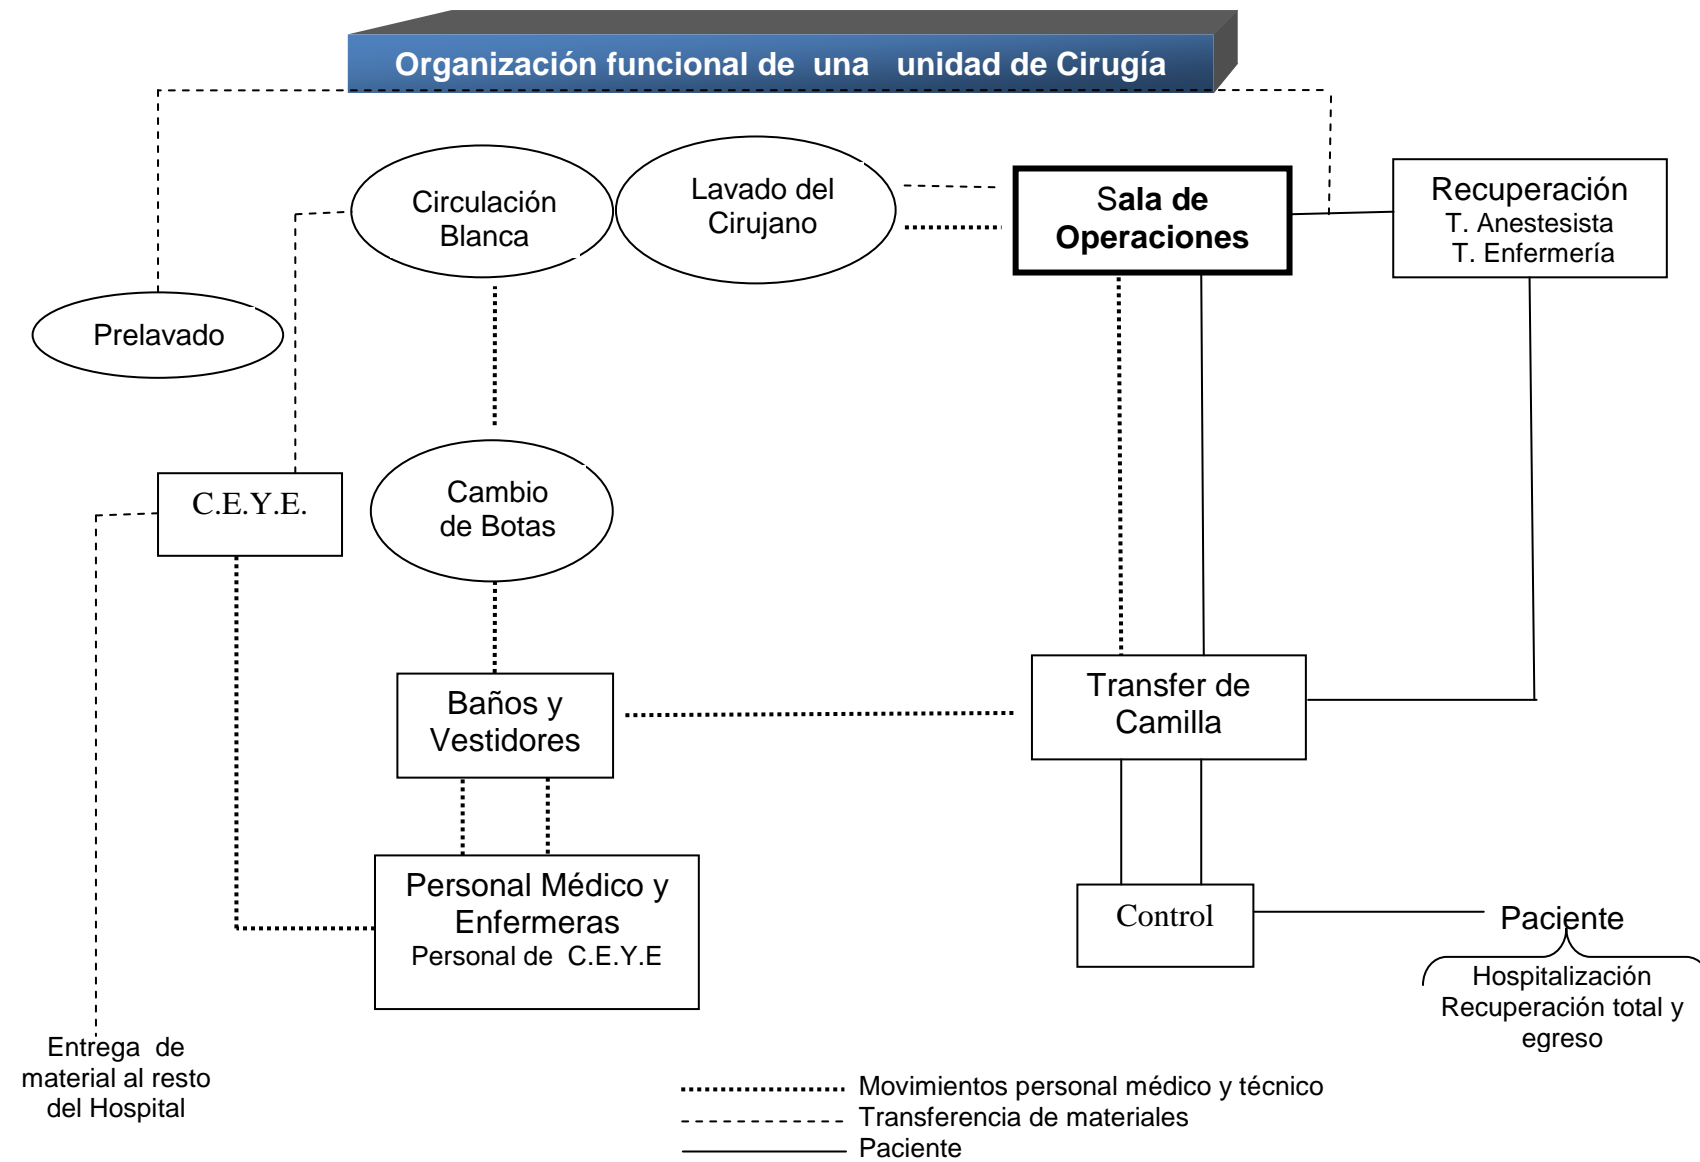 Organización funcional de una unidad de Cirugía
Circulación
Blanca
Lavado del
Cirujano
Sala de
Operaciones
Recuperación
T. Anestesista
T. Enfermería
Prelavado
C.E.Y.E.
Cambio
de Botas
Baños y
Vestidores
Transfer de
Camilla
Personal Médico y
Enfermeras
Personal de C.E.Y.E
Control
Paciente
Hospitalización
Recuperación total y
egreso
Entrega de
material al resto
del Hospital
Movimientos personal médico y técnico
Transferencia de materiales
Paciente